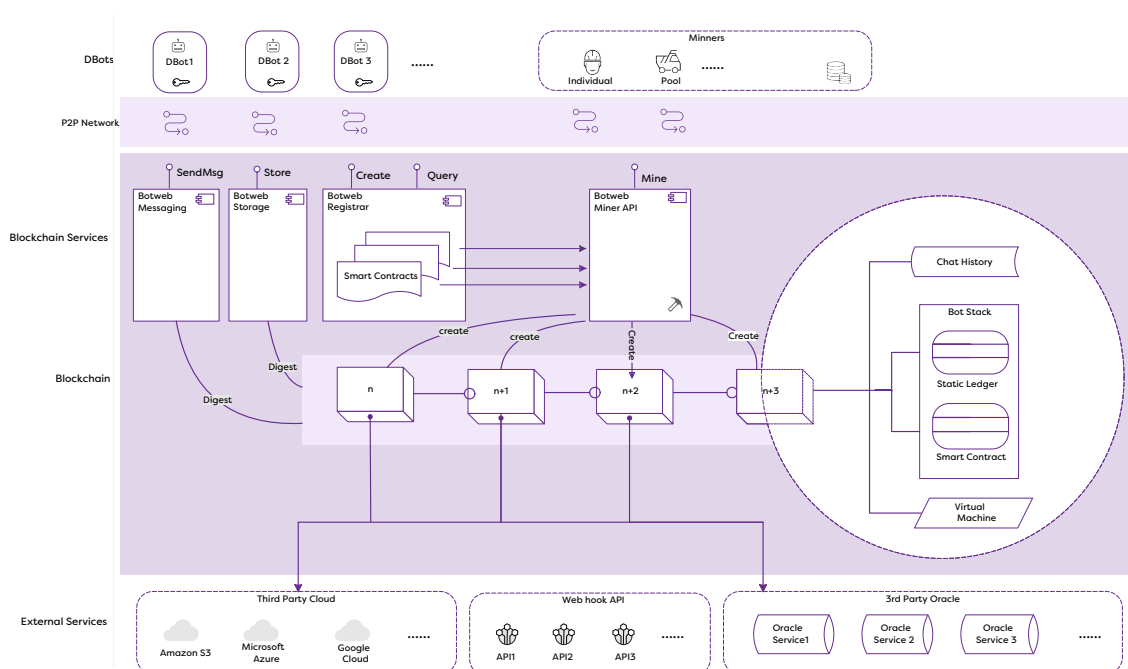 DBots
DBot1
DBot 2
DBot 3
......
Minners
Individual
Pool
......
P2P Network
Blockchain Services
SendMsg
Store
Create
Query
Mine
Botweb
Messaging
Botweb
Storage
Botweb
Registrar
Botweb
Miner API
Smart Contracts
Chat History
Bot Stack
Static Ledger
Smart Contract
Virtual
Machine
Blockchain
create
create
Create
Create
Digest
Digest
n
n+1
n+2
n+3
External Services
Third Party Cloud
Amazon S3
Microsoft
Azure
Google
Cloud
......
Web hook API
API1
API2
API3
......
3rd Party Oracle
Oracle
Service1
Oracle
Service 2
Oracle
Service 3
......